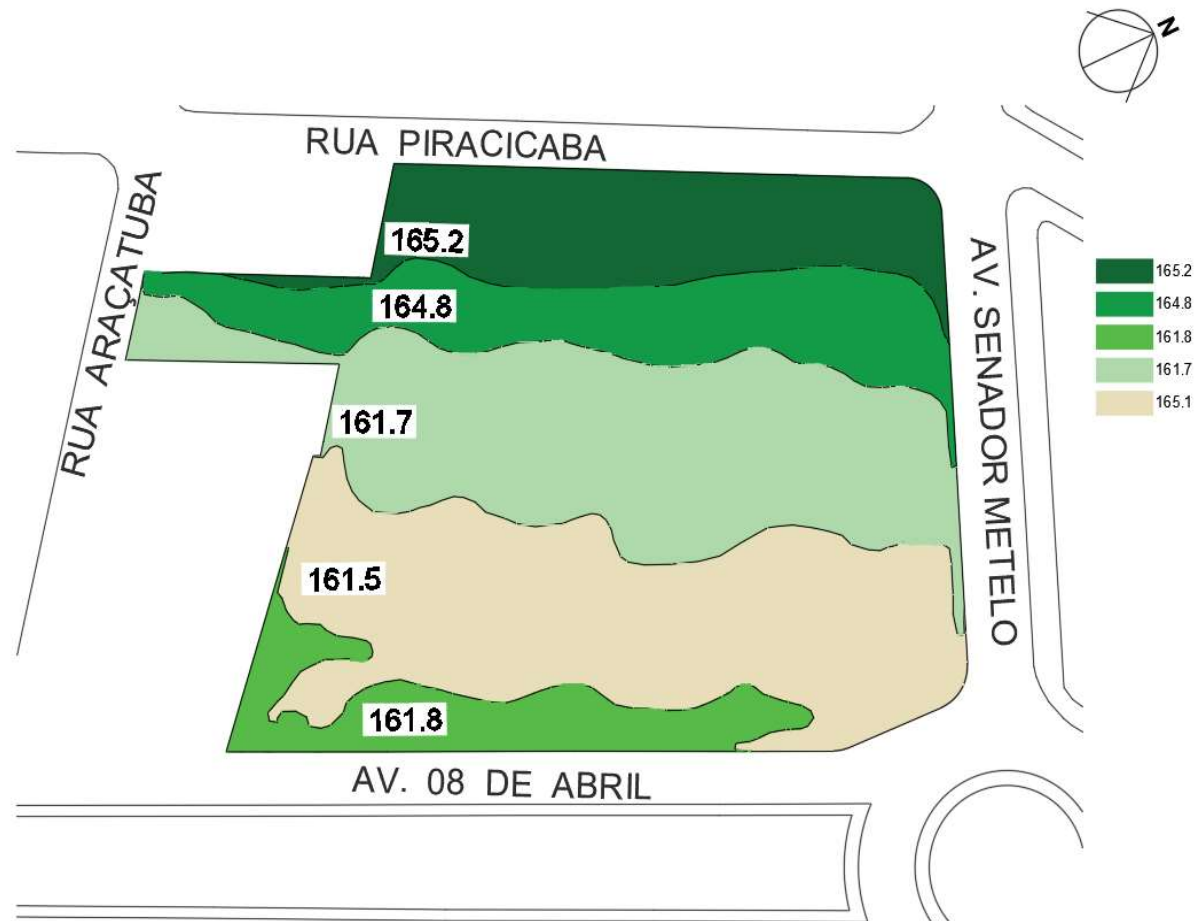 N
RUA PIRACICABA
RUA ARAÇATUBA
165.2
164.8
161.7
161.5
161.8
AV. SENADOR METELO
AV. 08 DE ABRIL
165.2
164.8
161.8
161.7
165.1